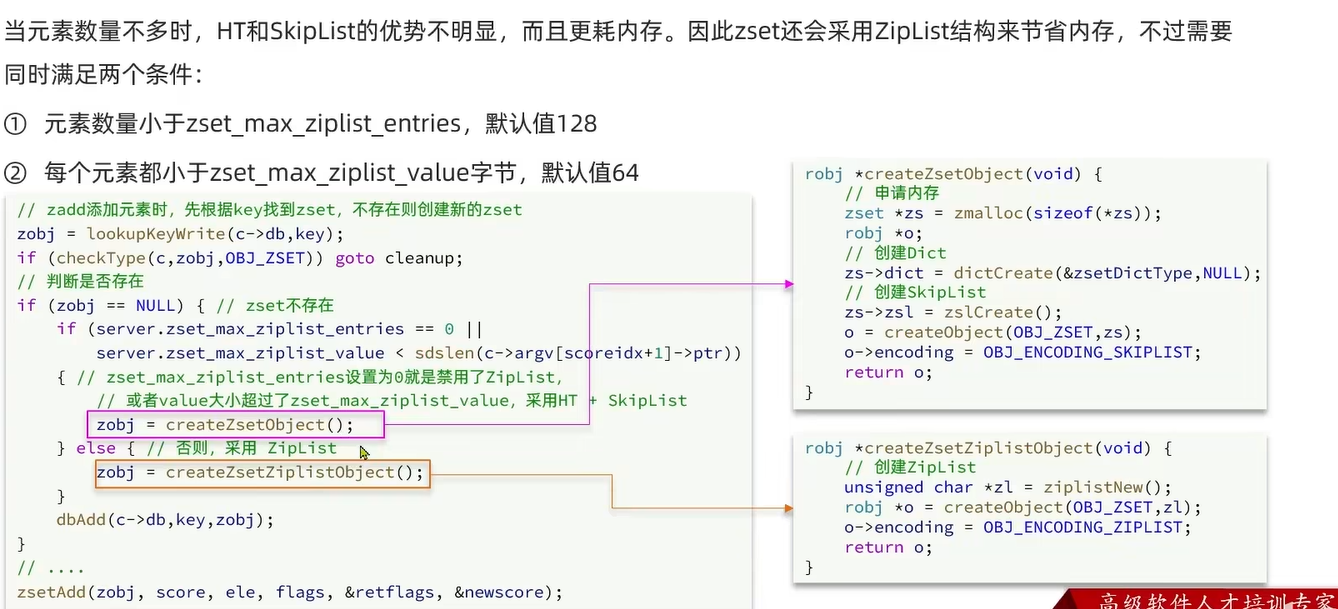 当元素数量不多时，HT和SkipList的优势不明显，而且更耗内存。因此zset还会采用ZipList结构来节省内存，不过需要
同时满足两个条件：
① 元素数量小于zset_max_ziplist_entries，默认值128
② 每个元素都小于zset_max_ziplist_value字节，默认值64
// zadd添加元素时，先根据key找到zset，不存在则创建新的zset
zobj = lookupKeyWrite(c->db,key);
if (checkType(c,zobj,OBJ_ZSET)) goto cleanup;
// 判断是否存在
if (zobj == NULL) { // zset不存在
    if (server.zset_max_ziplist_entries == 0 ||
        server.zset_max_ziplist_value < sdslen(c->argv[scoreidx+1]->ptr))
    { // zset_max_ziplist_entries设置为0就是禁用了ZipList，
        // 或者value大小超过了zset_max_ziplist_value，采用HT + SkipList
        zobj = createZsetObject();
    } else { // 否则，采用 ZipList
        zobj = createZsetZiplistObject();
    }
    dbAdd(c->db,key,zobj);
}
// ....
zsetAdd(zobj, score, ele, flags, &retflags, &newscore);
robj *createZsetObject(void) {
    // 申请内存
    zset *zs = zmalloc(sizeof(*zs));
    robj *o;
    // 创建Dict
    zs->dict = dictCreate(&zsetDictType,NULL);
    // 创建SkipList
    zs->zsl = zslCreate();
    o = createObject(OBJ_ZSET,zs);
    o->encoding = OBJ_ENCODING_SKIPLIST;
    return o;
}
robj *createZsetZiplistObject(void) {
    // 创建ZipList
    unsigned char *zl = ziplistNew();
    robj *o = createObject(OBJ_ZSET,zl);
    o->encoding = OBJ_ENCODING_ZIPLIST;
    return o;
}
高级软件人才培训专家